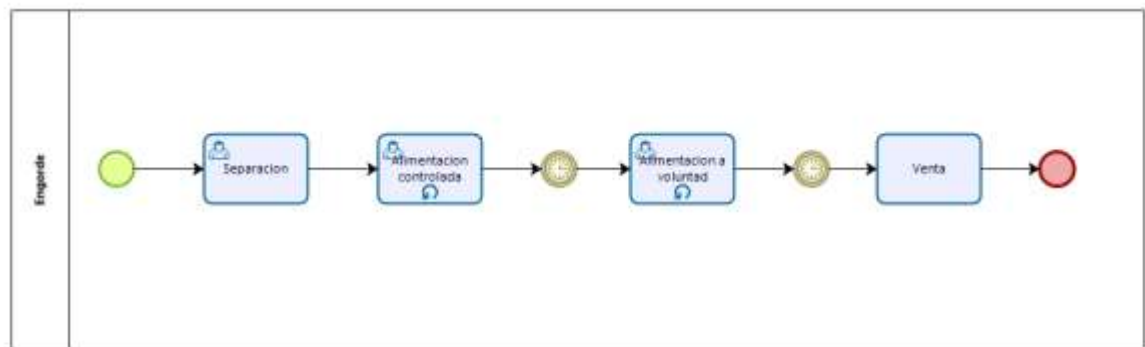 Engorde
Separacion
Alimentacion
controlada
Alimentacion a
voluntad
Venta